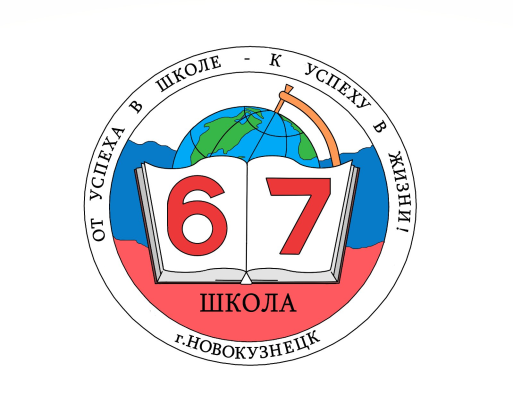 ОТ УСПЕХА В ШКОЛЕ - К УСПЕХУ В ЖИЗНИ!
67
ШКОЛА
г.НОВОКУЗНЕЦК